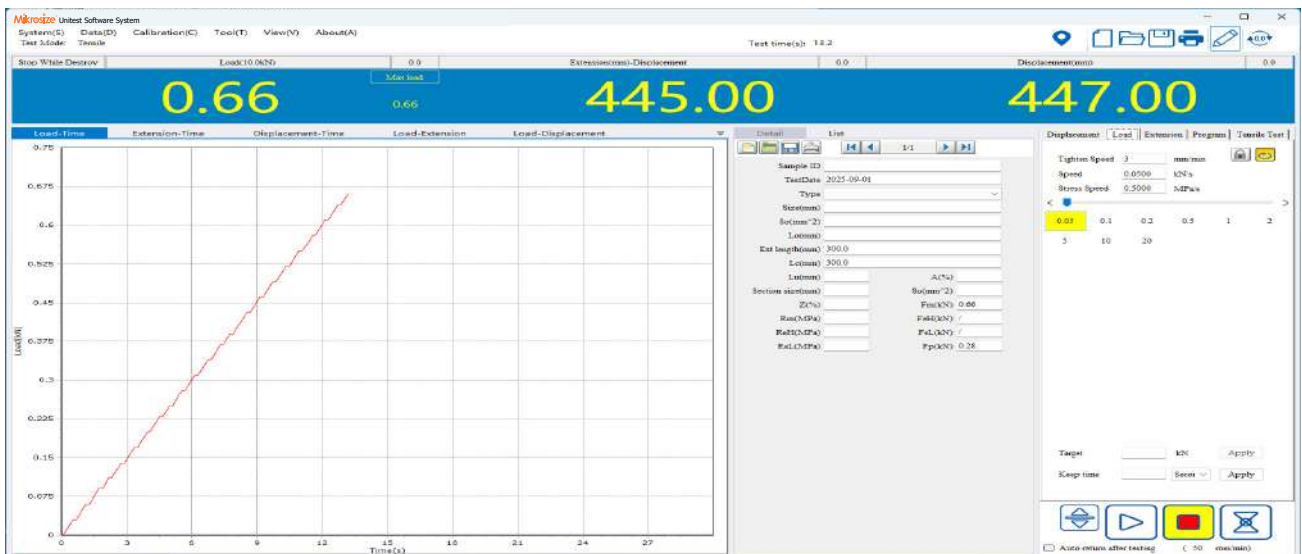 Mikrosize Unitest Software System
System(S) Data(D) Calibration(C) Tool(T) View(V) About(A)
Test Mode: Tensile
Test time(s): 13.2
Stop While Destroy Load(10.0kN) 0.0 Extension(mm)-Displacement 0.0 Displacement(mm) 0.0
0.66 Max load 0.66 445.00 447.00
Load-Time Extension-Time Displacement-Time Load-Extension Load-Displacement
0.75
0.675
0.6
0.525
0.45
0.375
0.3
0.225
0.15
0.075
0
Load(kN)
0 3 6 9 12 15 18 21 24 27
Time(s)
Detail List
1/1
Sample ID
TestDate 2025-09-01
Type
Size(mm)
So(mm^2)
Lo(mm)
Ext length(mm) 300.0
Lc(mm) 300.0
Lu(mm) A(%)
Section size(mm) Su(mm^2)
Z(%) Fm(kN) 0.66
Rm(MPa) FeH(kN) /
ReH(MPa) FeL(kN) /
ReL(MPa) Fp(kN) 0.28
Displacement Load Extension Program Tensile Test
Tighten Speed 3 mm/min
Speed 0.0500 kN/s
Stress Speed 0.5000 MPa/s
< >
0.05 0.1 0.2 0.5 1 2
5 10 20
Target kN Apply
Keep time Secon Apply
Auto return after testing ( 50 mm/min)